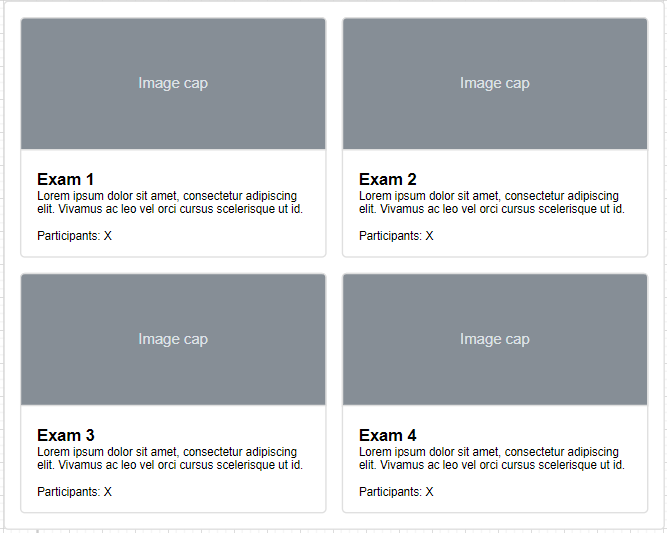 Image cap
Exam 1
Lorem ipsum dolor sit amet, consectetur adipiscing
elit. Vivamus ac leo vel orci cursus scelerisque ut id.
Participants: X
Image cap
Exam 2
Lorem ipsum dolor sit amet, consectetur adipiscing
elit. Vivamus ac leo vel orci cursus scelerisque ut id.
Participants: X
Image cap
Exam 3
Lorem ipsum dolor sit amet, consectetur adipiscing
elit. Vivamus ac leo vel orci cursus scelerisque ut id.
Participants: X
Image cap
Exam 4
Lorem ipsum dolor sit amet, consectetur adipiscing
elit. Vivamus ac leo vel orci cursus scelerisque ut id.
Participants: X